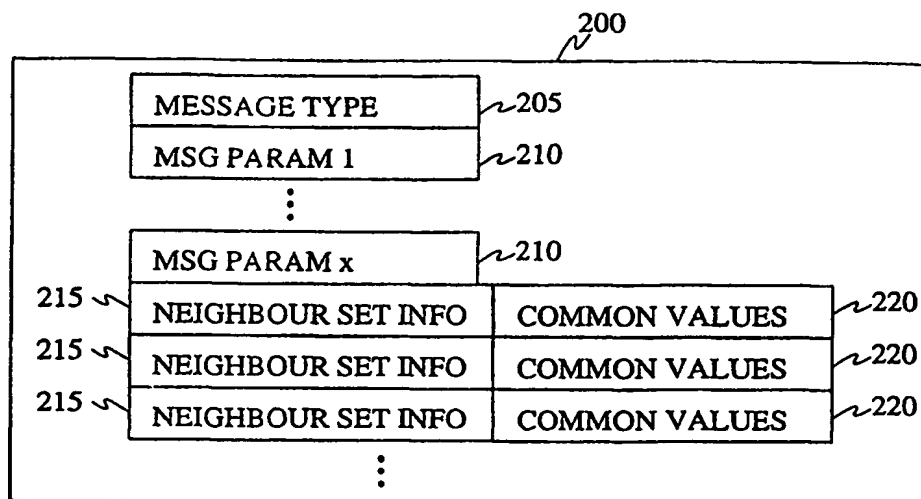 200
MESSAGE TYPE 205
MSG PARAM 1 210
MSG PARAM x 210
215 NEIGHBOUR SET INFO COMMON VALUES 220
215 NEIGHBOUR SET INFO COMMON VALUES 220
215 NEIGHBOUR SET INFO COMMON VALUES 220